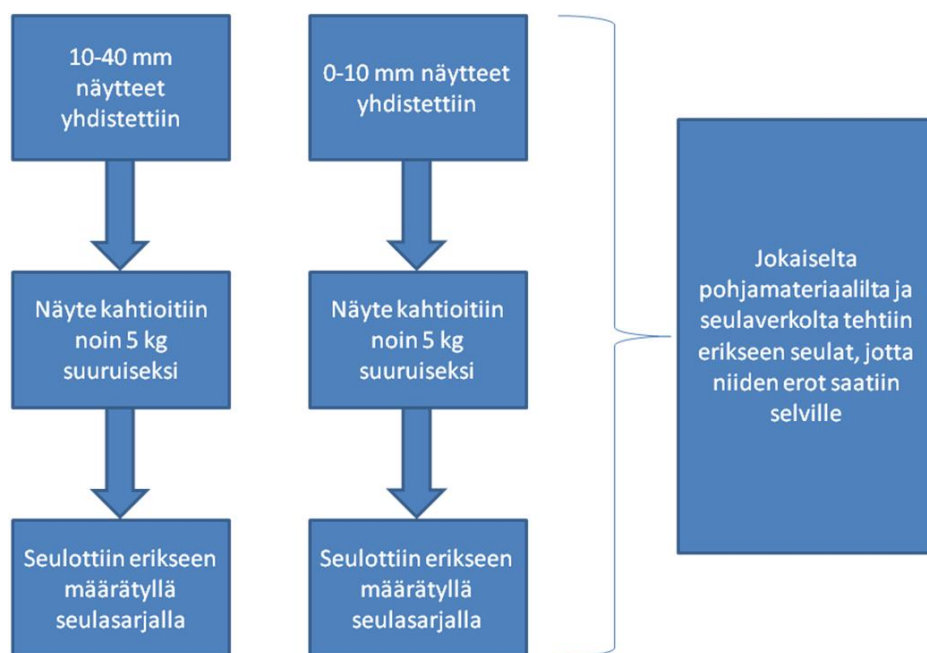 10-40 mm
näytteet
yhdistettiin
Näyte kahtioitiin
noin 5 kg
suuruiseksi
Seulottiin erikseen
määrätyllä
seulasarjalla
0-10 mm näytteet
yhdistettiin
Näyte kahtioitiin
noin 5 kg
suuruiseksi
Seulottiin erikseen
määrätyllä
seulasarjalla
Jokaiselta
pohjamateriaalilta ja
seulaverkolta tehtiin
erikseen seulat, jotta
niiden erot saatiin
selville